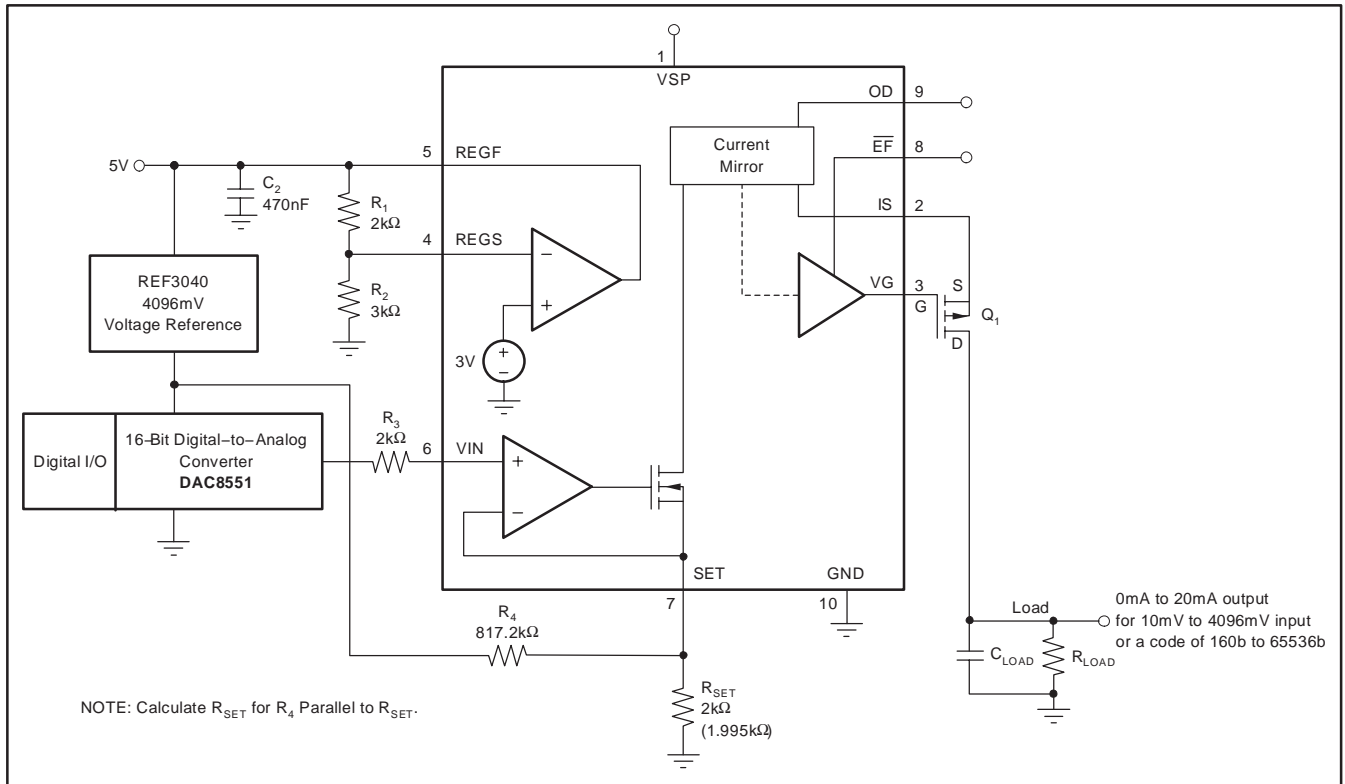 1
VSP
OD 9
EF 8
Current
Mirror
IS 2
5V
5 REGF
C2
470nF
R1
2kΩ
4 REGS
REF3040
4096mV
Voltage Reference
R2
3kΩ
−
+
3V
+
−
VG 3
G
S
Q1
D
Digital I/O
16−Bit Digital−to−Analog
Converter
DAC8551
R3
2kΩ
6 VIN
+
−
SET
7
GND
10
R4
817.2kΩ
Load
0mA to 20mA output
for 10mV to 4096mV input
or a code of 160b to 65536b
CLOAD
RLOAD
RSET
2kΩ
(1.995kΩ)
NOTE: Calculate RSET for R4 Parallel to RSET.